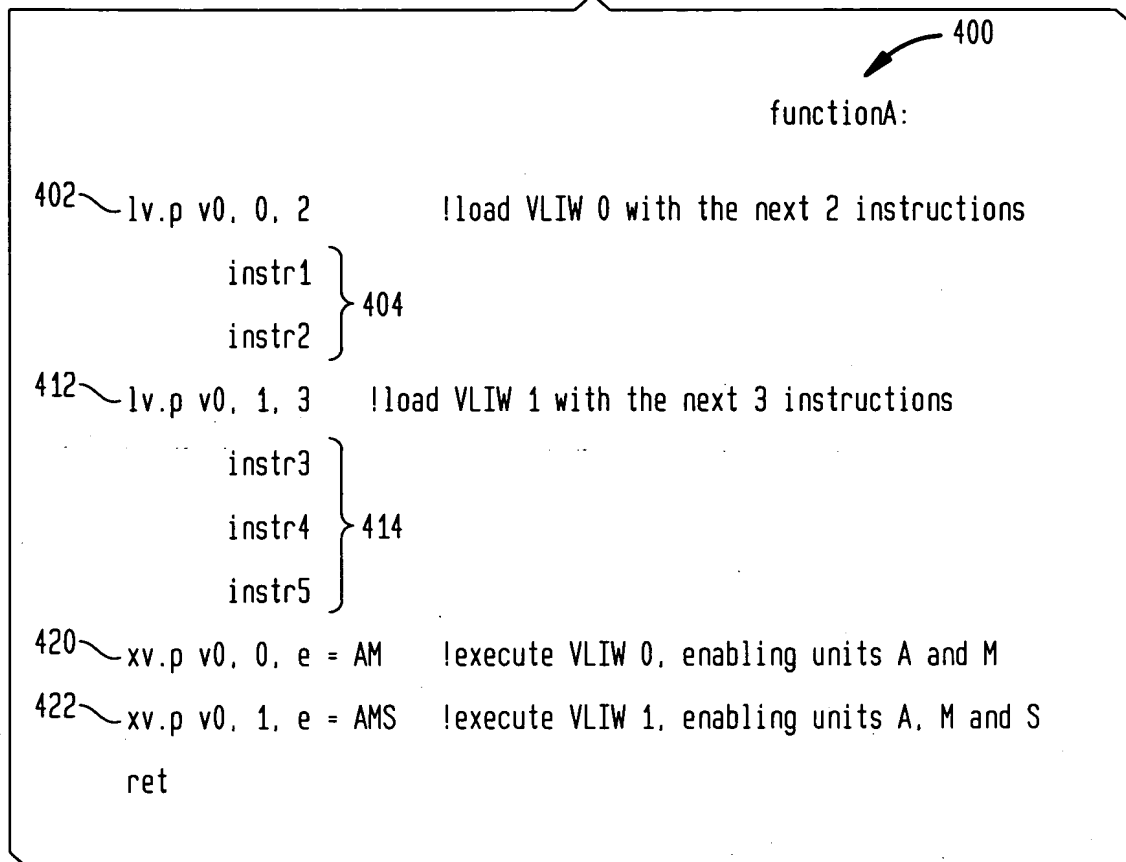 400
functionA:
402 lv.p v0, 0, 2 !load VLIW 0 with the next 2 instructions
instr1
404
instr2
412 lv.p v0, 1, 3 !load VLIW 1 with the next 3 instructions
instr3
instr4 414
instr5
420 xv.p v0, 0, e = AM !execute VLIW 0, enabling units A and M
422 xv.p v0, 1, e = AMS !execute VLIW 1, enabling units A, M and S
ret